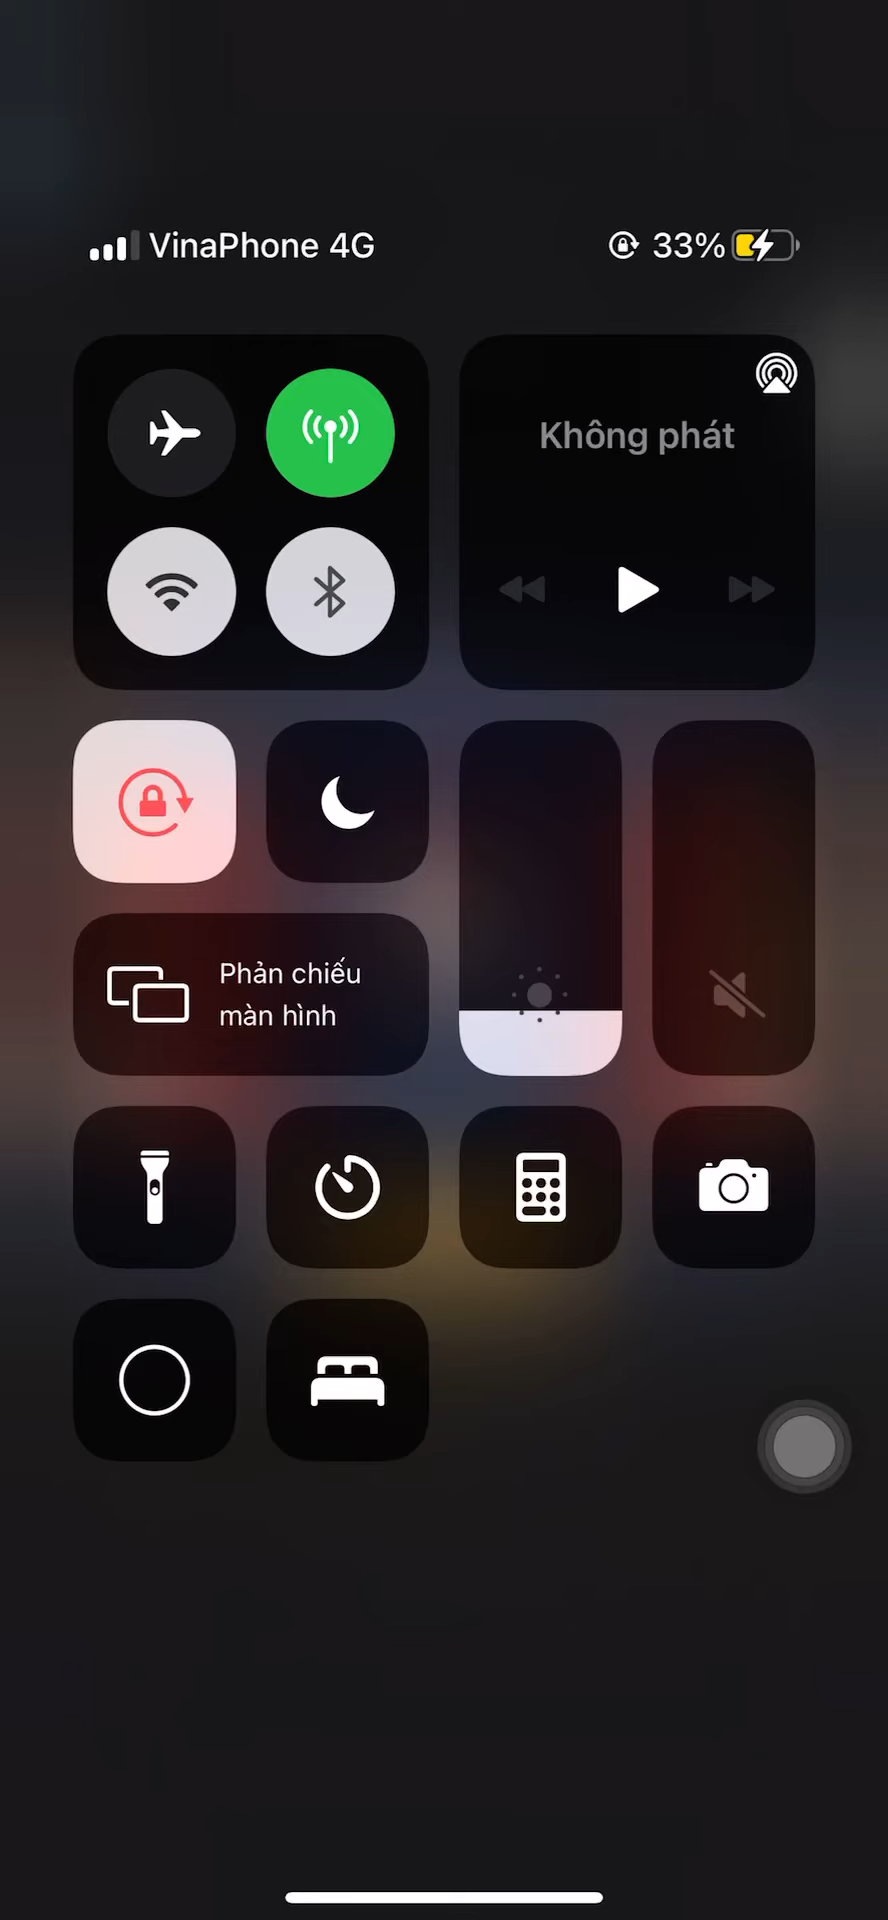 VinaPhone 4G
33%
Không phát
Phản chiếu
màn hình